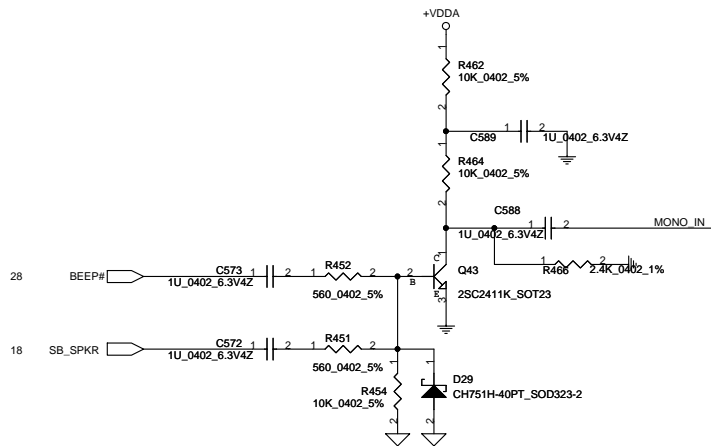 +VDDA
1
R462
10K_0402_5%
2
1
2
C589
1U_0402_6.3V4Z
1
R464
10K_0402_5%
2
C588
1
2
MONO_IN
1U_0402_6.3V4Z
1
2
R466
2.4K_0402_1%
C
1
Q43
2
B
E
3
2SC2411K_SOT23
28
BEEP#
C573
1
2
1U_0402_6.3V4Z
R452
1
2
560_0402_5%
18
SB_SPKR
C572
1
2
1U_0402_6.3V4Z
R451
1
2
560_0402_5%
1
R454
10K_0402_5%
2
1
D29
CH751H-40PT_SOD323-2
2